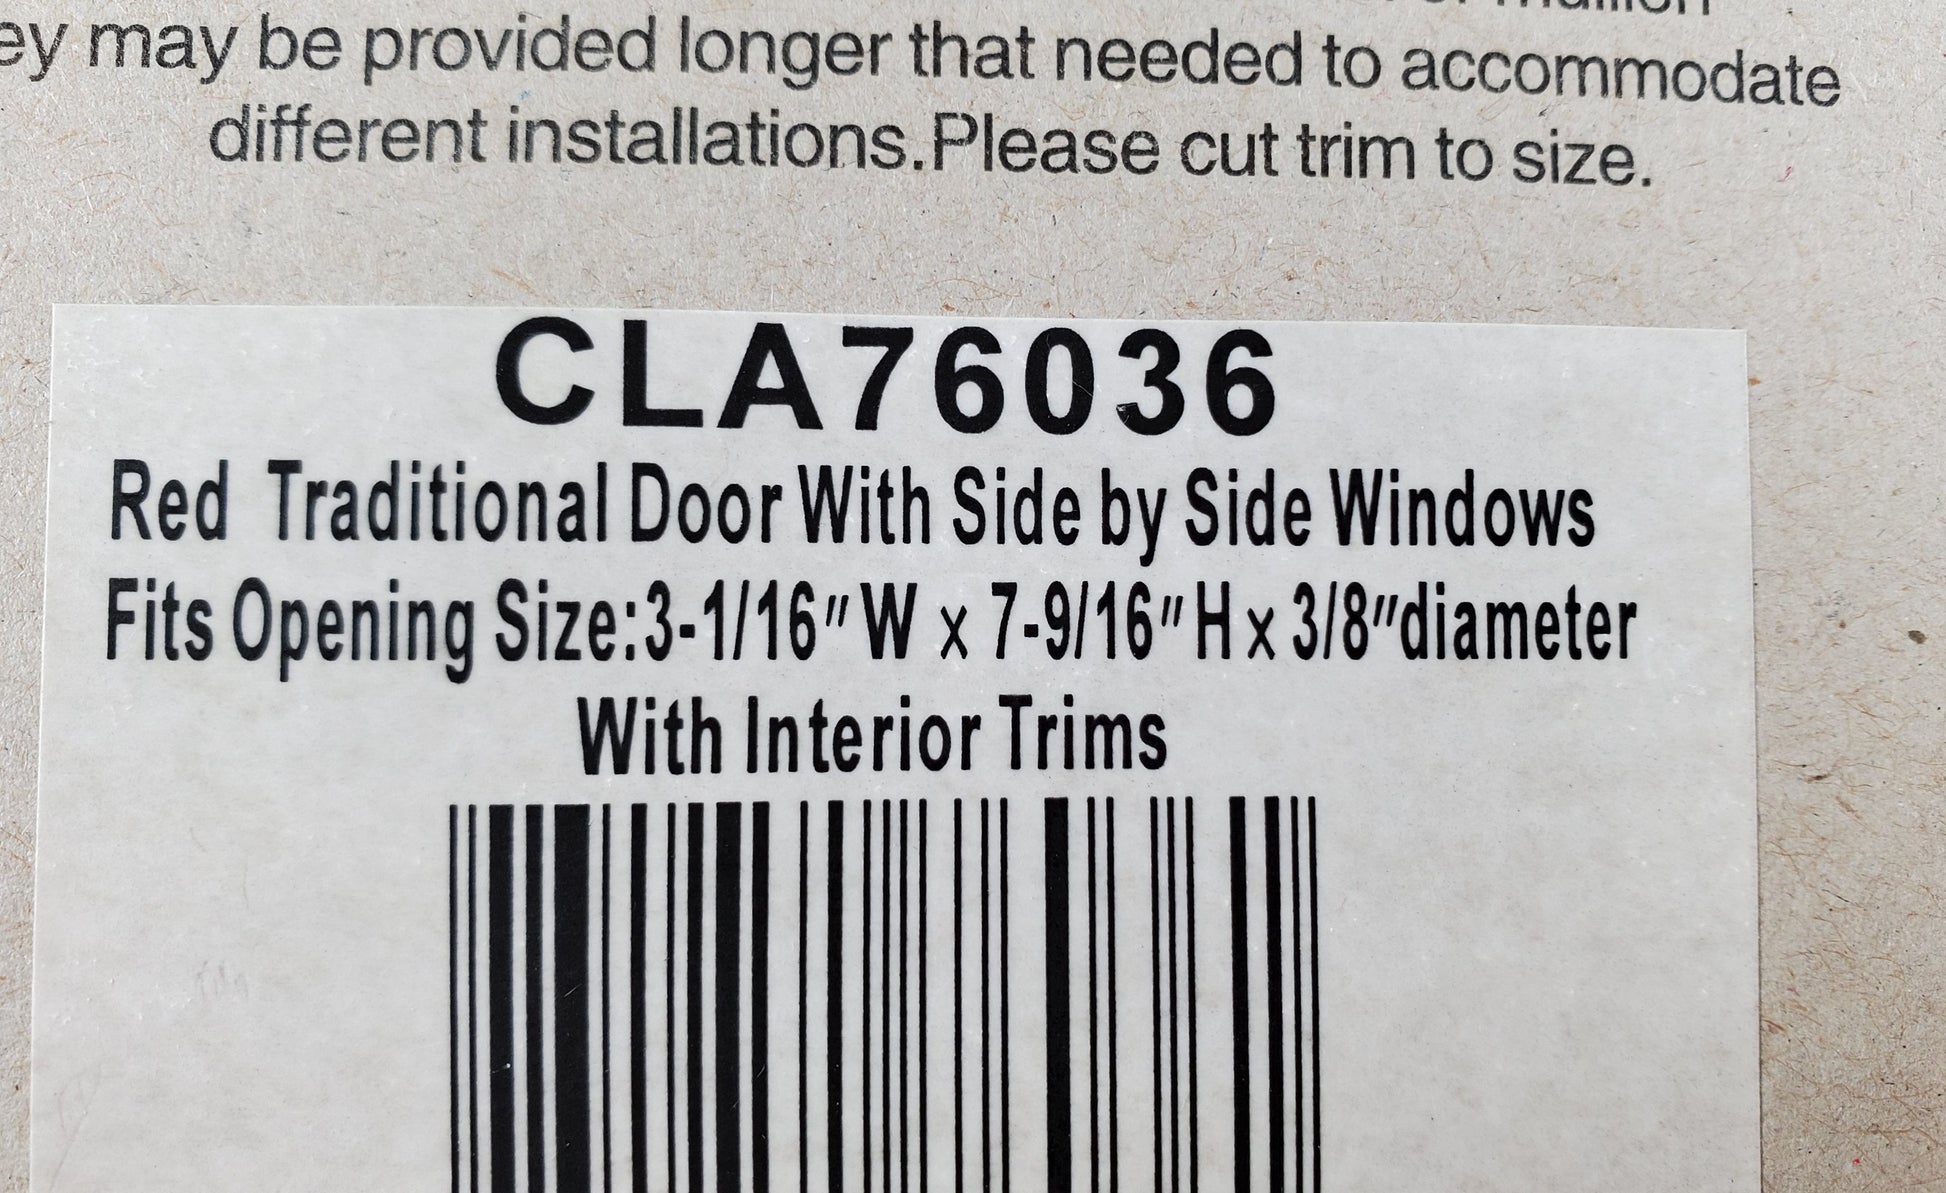 ey may be provided longer that needed to accommodate
different installations.Please cut trim to size.
CLA76036
Red Traditional Door With Side by Side Windows
Fits Opening Size:3-1/16″W x 7-9/16″H x 3/8″diameter
With Interior Trims